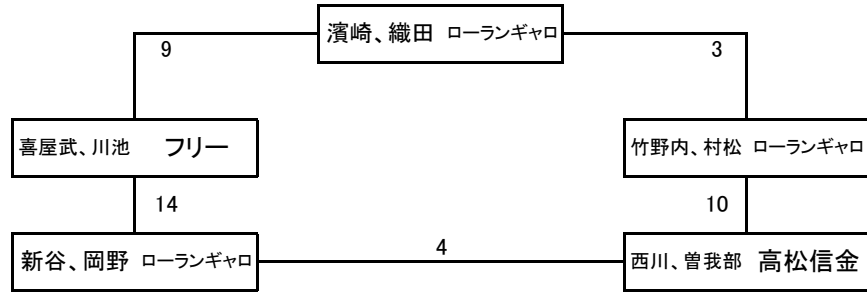 濱崎、織田 ローランギャロ
9
3
喜屋武、川池 フリー
竹野内、村松 ローランギャロ
14
10
新谷、岡野 ローランギャロ
4
西川、曽我部 高松信金